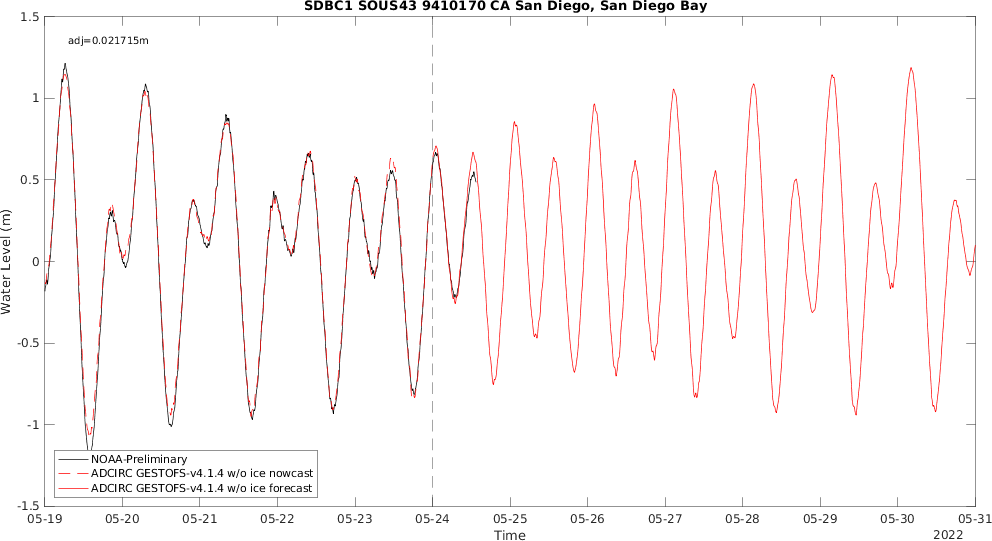 SDBC1 SOUS43 9410170 CA San Diego, San Diego Bay
adj=0.021715m
Water Level (m)
1.5
1
0.5
0
-0.5
-1
-1.5
NOAA-Preliminary
ADCIRC GESTOFS-v4.1.4 w/o ice nowcast
ADCIRC GESTOFS-v4.1.4 w/o ice forecast
05-19 05-20 05-21 05-22 05-23 05-24 05-25 05-26 05-27 05-28 05-29 05-30 05-31
Time
2022